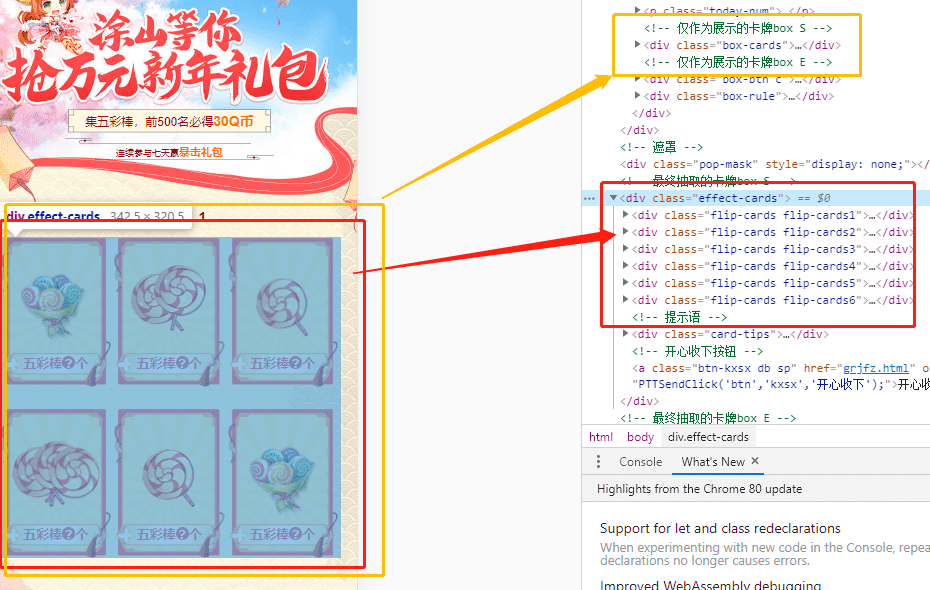 涂山等你
抢万元新年礼包
集五彩棒，前500名必得30Q币
连续参与七天赢暴击礼包
div.effect-cards 342.5 × 320.5 1
五彩棒?个 五彩棒?个 五彩棒?个
五彩棒?个 五彩棒?个 五彩棒?个
▶<p class="today-num"> </p>
<!-- 仅作为展示的卡牌box S -->
▶<div class="box-cards">…</div>
<!-- 仅作为展示的卡牌box E -->
▶<div class="box-btn c">…</div>
▶<div class="box-rule">…</div>
</div>
</div>
<!-- 遮罩 -->
<div class="pop-mask" style="display: none;"></
<!-- 最终抽取的卡牌box S -->
▼<div class="effect-cards"> == $0
▶<div class="flip-cards flip-cards1">…</div>
▶<div class="flip-cards flip-cards2">…</div>
▶<div class="flip-cards flip-cards3">…</div>
▶<div class="flip-cards flip-cards4">…</div>
▶<div class="flip-cards flip-cards5">…</div>
▶<div class="flip-cards flip-cards6">…</div>
<!-- 提示语 -->
▶<div class="card-tips">…</div>
<!-- 开心收下按钮 -->
<a class="btn-kxsx db sp" href="grjfz.html" o
"PTTSendClick('btn','kxsx','开心收下');">开心收
</div>
<!-- 最终抽取的卡牌box E -->
html body div.effect-cards
Console What's New ×
Highlights from the Chrome 80 update
Support for let and class redeclarations
When experimenting with new code in the Console, repea
declarations no longer causes errors.
Improved WebAssembly debugging